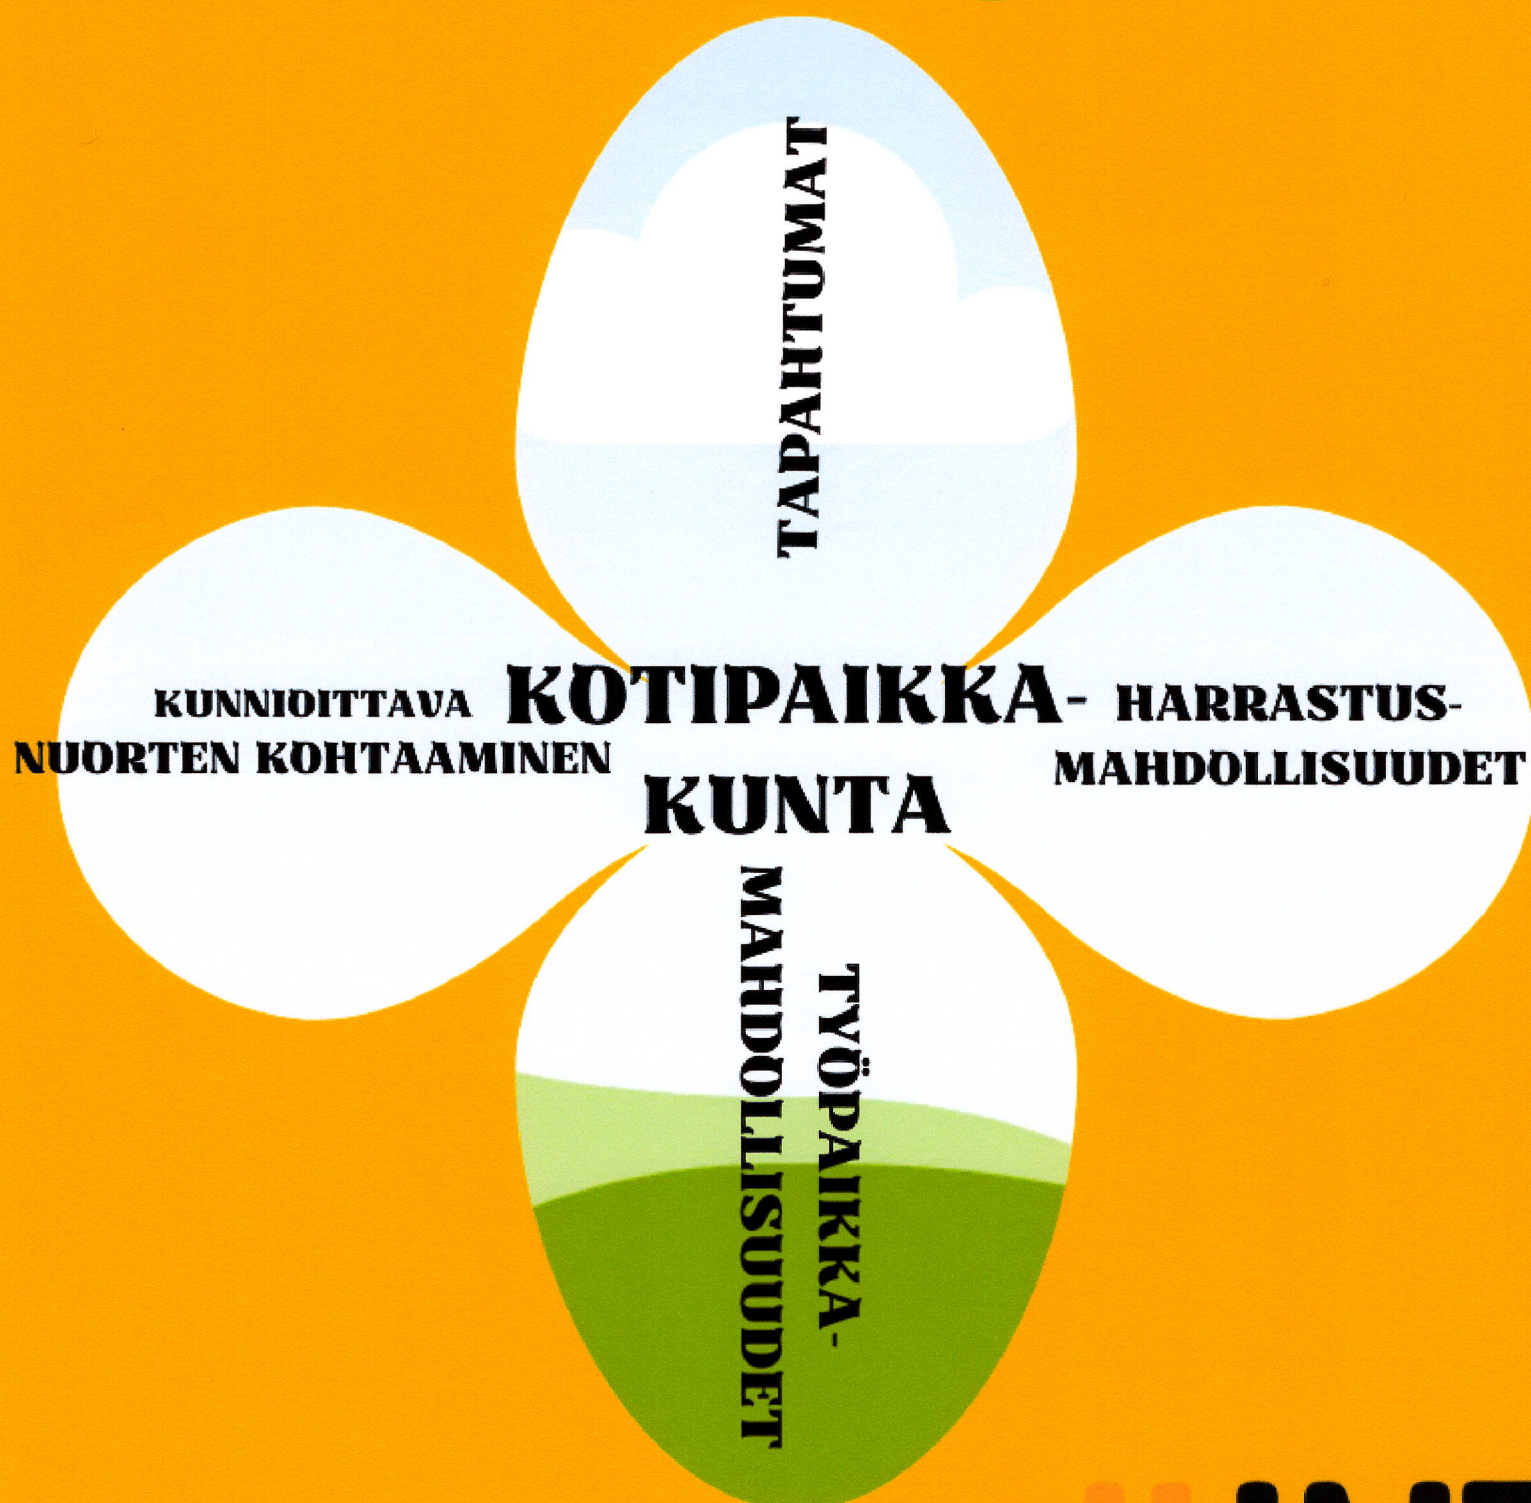 TAPAHTUMAT
KUNNIOITTAVA
NUORTEN KOHTAAMINEN
KOTIPAIKKA-
KUNTA
HARRASTUS-
MAHDOLLISUUDET
TYÖPAIKKA-
MAHDOLLISUUDET